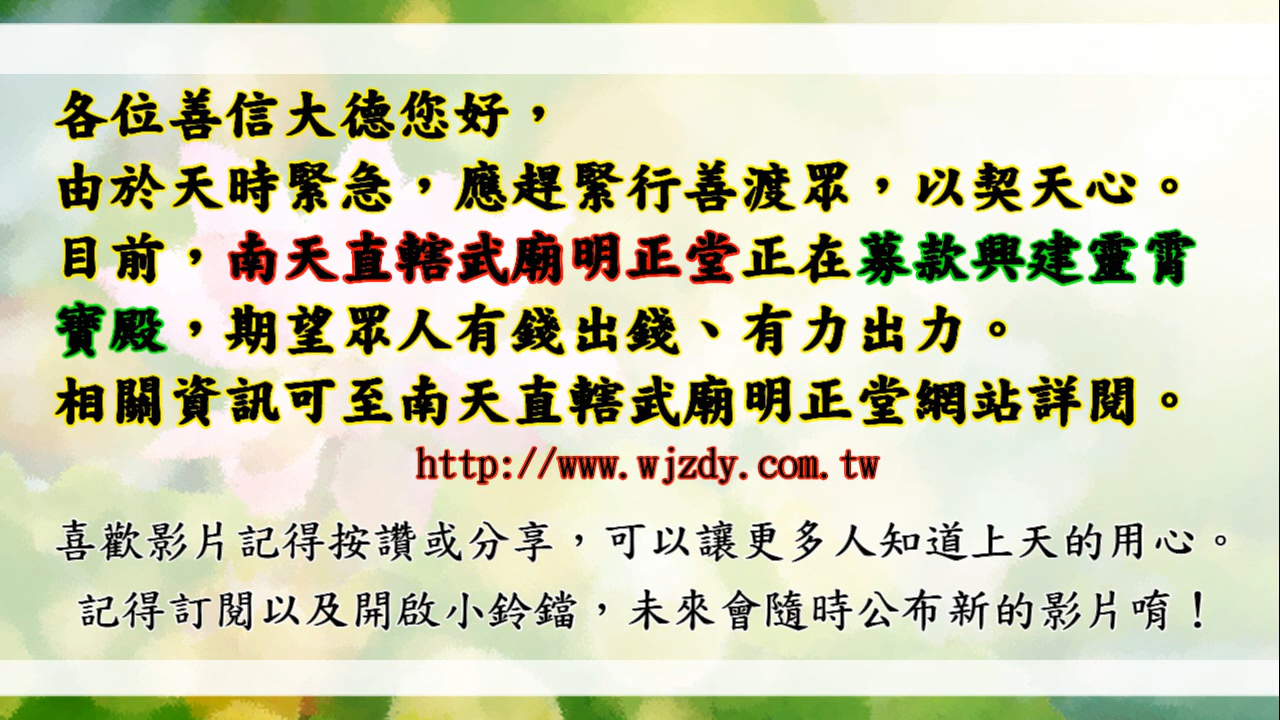 各位善信大德您好，
由於天時緊急，應趕緊行善渡眾，以契天心。
目前，南天直轄武廟明正堂正在募款興建靈霄
寶殿，期望眾人有錢出錢、有力出力。
相關資訊可至南天直轄武廟明正堂網站詳閱。
http://www.wjzdy.com.tw
喜歡影片記得按讚或分享，可以讓更多人知道上天的用心。
記得訂閱以及開啟小鈴鐺，未來會隨時公布新的影片唷！